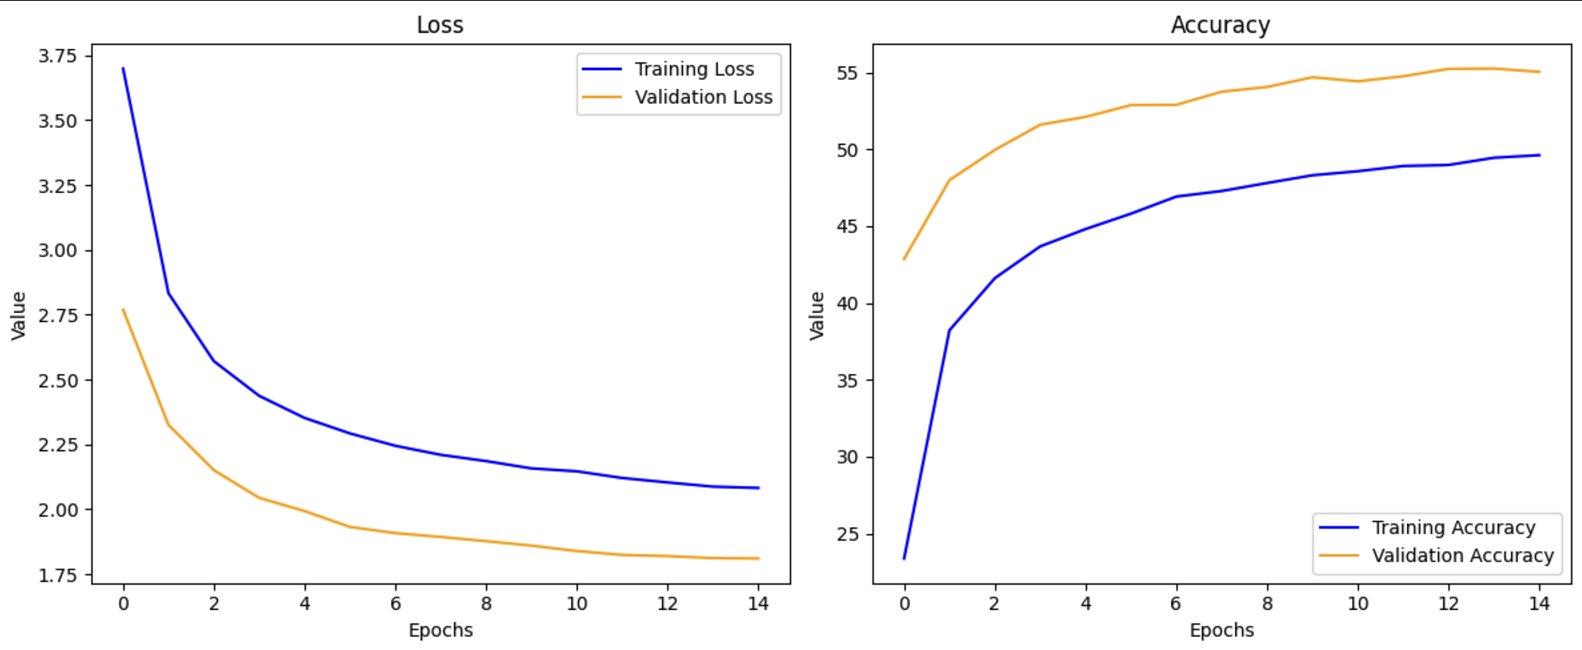 Loss
3.75
3.50
3.25
3.00
2.75
2.50
2.25
2.00
1.75
Value
Training Loss
Validation Loss
0 2 4 6 8 10 12 14
Epochs
Accuracy
55
50
45
40
35
30
25
Value
Training Accuracy
Validation Accuracy
0 2 4 6 8 10 12 14
Epochs